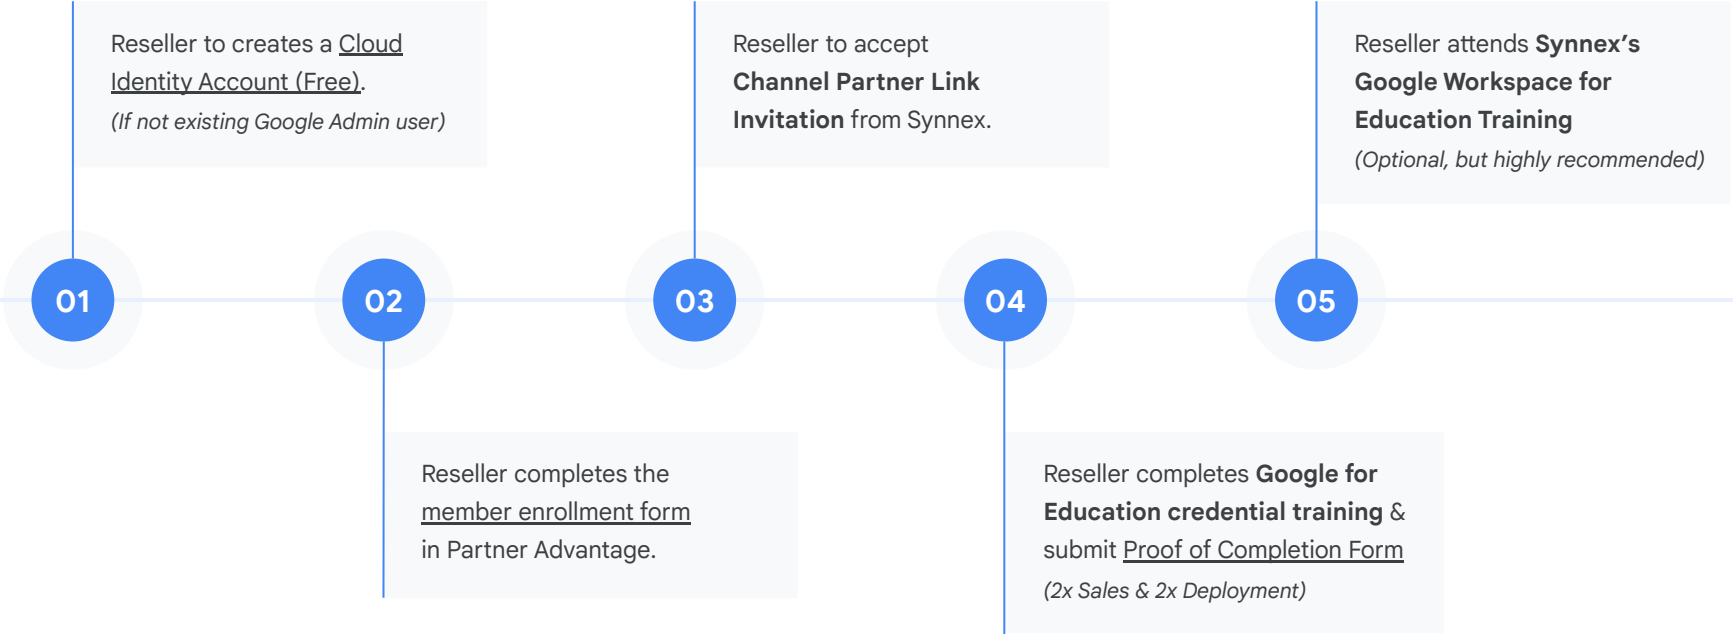 Reseller to creates a Cloud
Identity Account (Free).
(If not existing Google Admin user)
Reseller to accept
Channel Partner Link
Invitation from Synnex.
Reseller attends Synnex’s
Google Workspace for
Education Training
(Optional, but highly recommended)
01
02
03
04
05
Reseller completes the
member enrollment form
in Partner Advantage.
Reseller completes Google for
Education credential training &
submit Proof of Completion Form
(2x Sales & 2x Deployment)